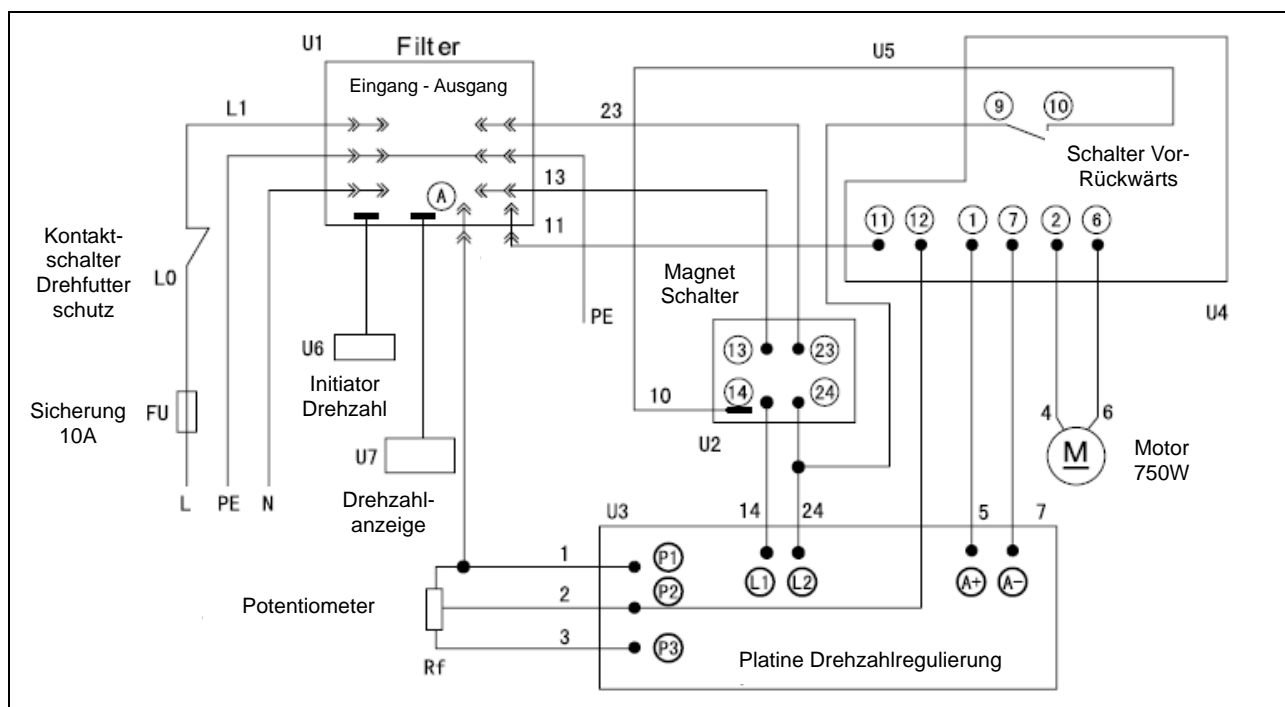 U1
Filter
U5
Eingang - Ausgang
L1
23
9
10
Schalter Vor-
Rückwärts
A
13
11
11
12
1
7
2
6
Kontakt-
schalter
Drehfutter
schutz
L0
Magnet
Schalter
PE
U4
U6
Initiator
Drehzahl
13
23
14
24
10
U2
Sicherung
10A
FU
U7
4
6
M
Motor
750W
L
PE
N
Drehzahl-
anzeige
U3
14
24
5
7
1
P1
L1
L2
A+
A-
P2
Potentiometer
2
3
P3
Rf
Platine Drehzahlregulierung